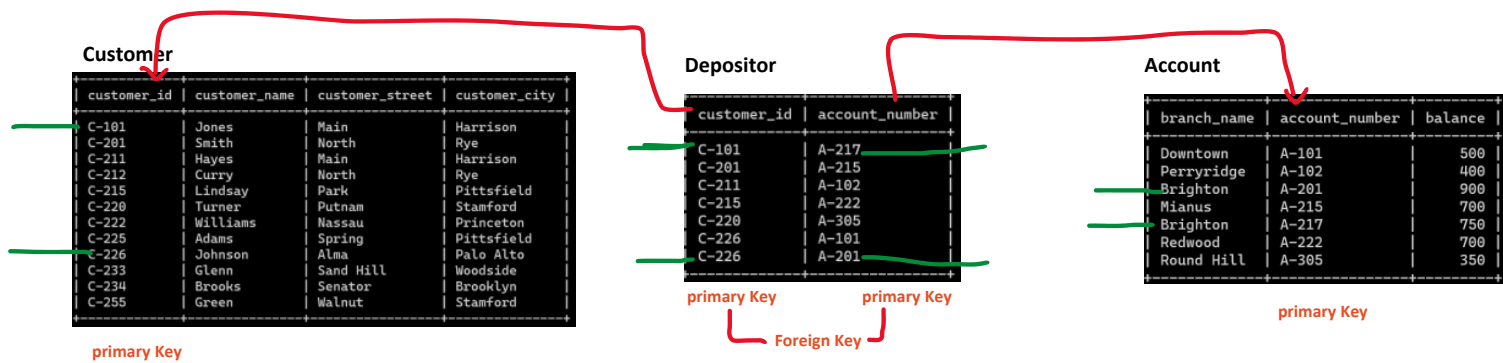 Customer
| customer_id | customer_name | customer_street | customer_city |
| C-101 | Jones | Main | Harrison |
| C-201 | Smith | North | Rye |
| C-211 | Hayes | Main | Harrison |
| C-212 | Curry | North | Rye |
| C-215 | Lindsay | Park | Pittsfield |
| C-220 | Turner | Putnam | Stamford |
| C-222 | Williams | Nassau | Princeton |
| C-225 | Adams | Spring | Pittsfield |
| C-226 | Johnson | Alma | Palo Alto |
| C-233 | Glenn | Sand Hill | Woodside |
| C-234 | Brooks | Senator | Brooklyn |
| C-255 | Green | Walnut | Stamford |
primary Key
Depositor
| customer_id | account_number |
| C-101 | A-217 |
| C-201 | A-215 |
| C-211 | A-102 |
| C-215 | A-222 |
| C-220 | A-305 |
| C-226 | A-101 |
| C-226 | A-201 |
primary Key primary Key
Foreign Key
Account
| branch_name | account_number | balance |
| Downtown | A-101 | 500 |
| Perryridge | A-102 | 400 |
| Brighton | A-201 | 900 |
| Mianus | A-215 | 700 |
| Brighton | A-217 | 750 |
| Redwood | A-222 | 700 |
| Round Hill | A-305 | 350 |
primary Key